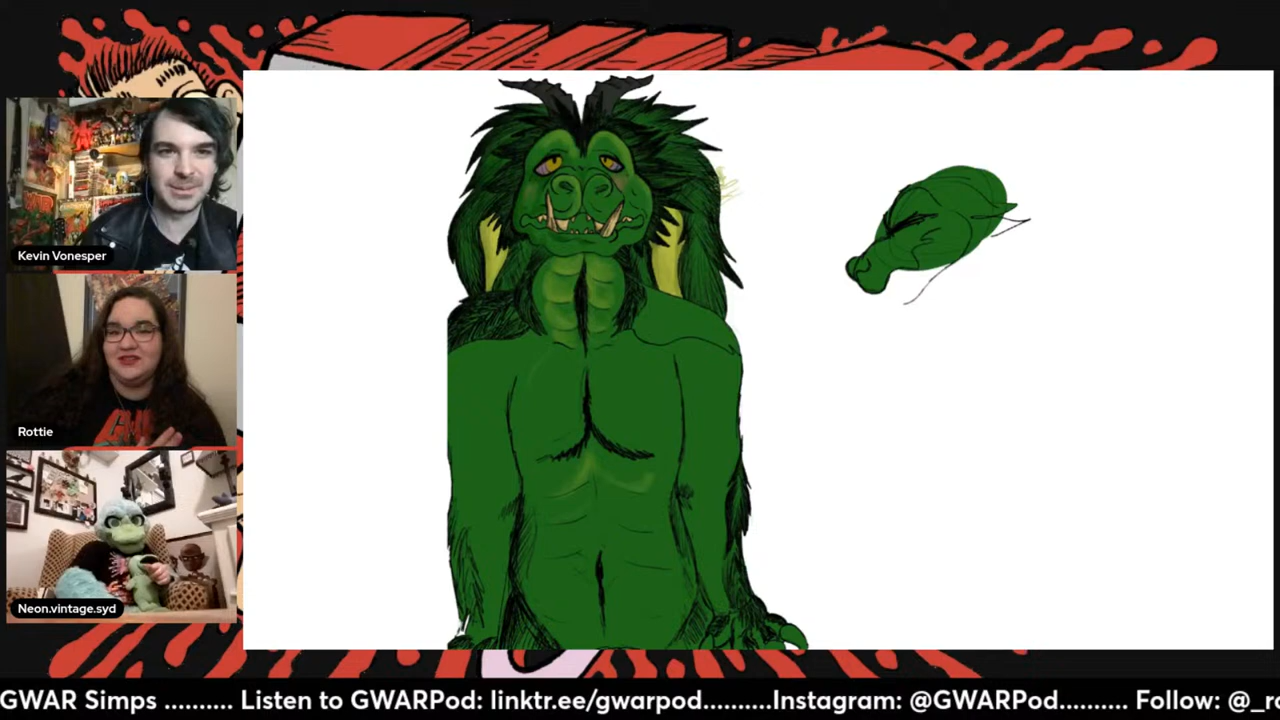 Kevin Vonesper
Rottie
Neon.vintage.syd
GWAR Simps .......... Listen to GWARPod: linktr.ee/gwarpod..........Instagram: @GWARPod.......... Follow: @_r